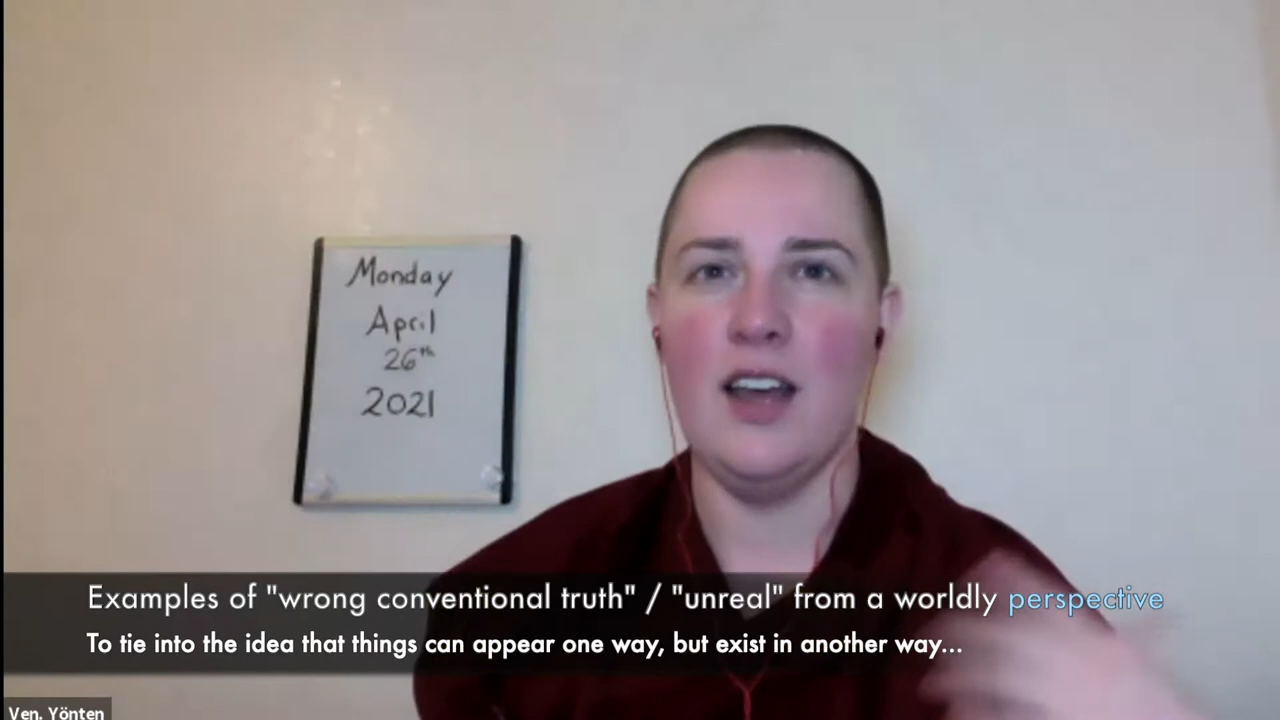 Monday
April
26th
2021
Examples of "wrong conventional truth" / "unreal" from a worldly perspective
To tie into the idea that things can appear one way, but exist in another way...
Ven. Yönten